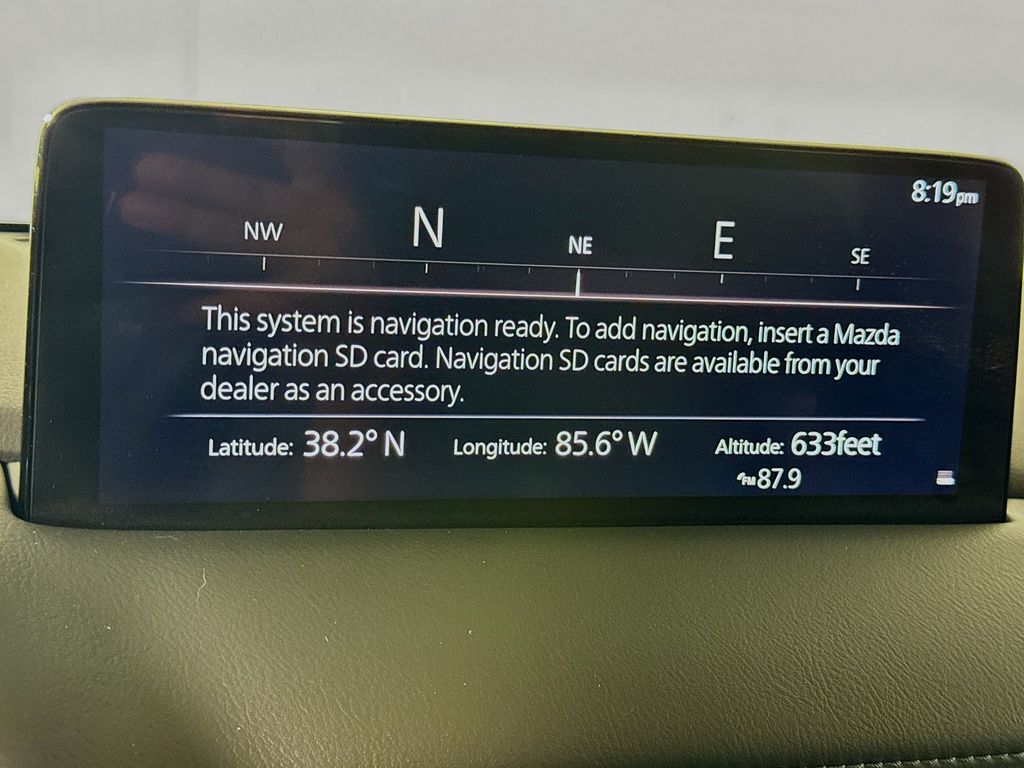 8:19pm
NW N NE E SE
This system is navigation ready. To add navigation, insert a Mazda
navigation SD card. Navigation SD cards are available from your
dealer as an accessory.
Latitude: 38.2° N Longitude: 85.6° W Altitude: 633feet
FM 87.9